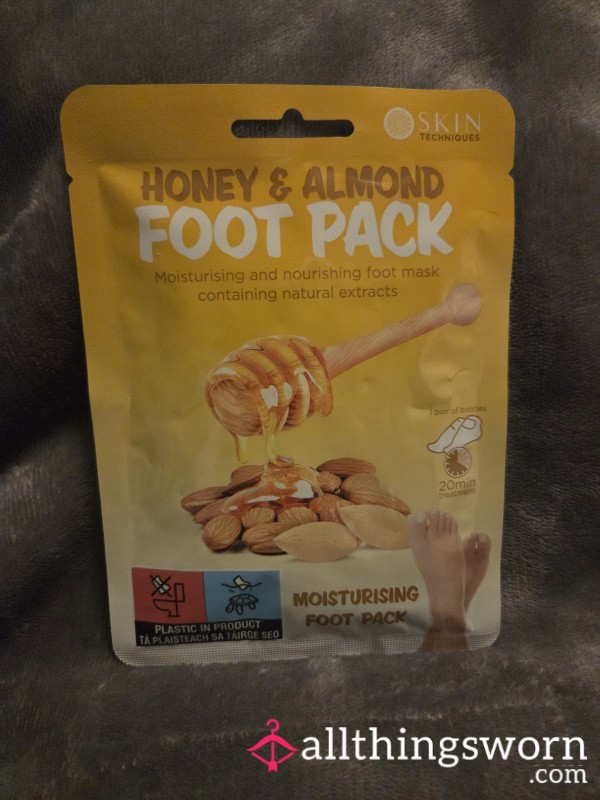 SKIN
TECHNIQUES
HONEY & ALMOND
FOOT PACK
Moisturising and nourishing foot mask
containing natural extracts
1 pair of booties
20min
treatment
PLASTIC IN PRODUCT
TÁ PLAISTEACH SA TÁIRGE SEO
MOISTURISING
FOOT PACK
allthingsworn
.com